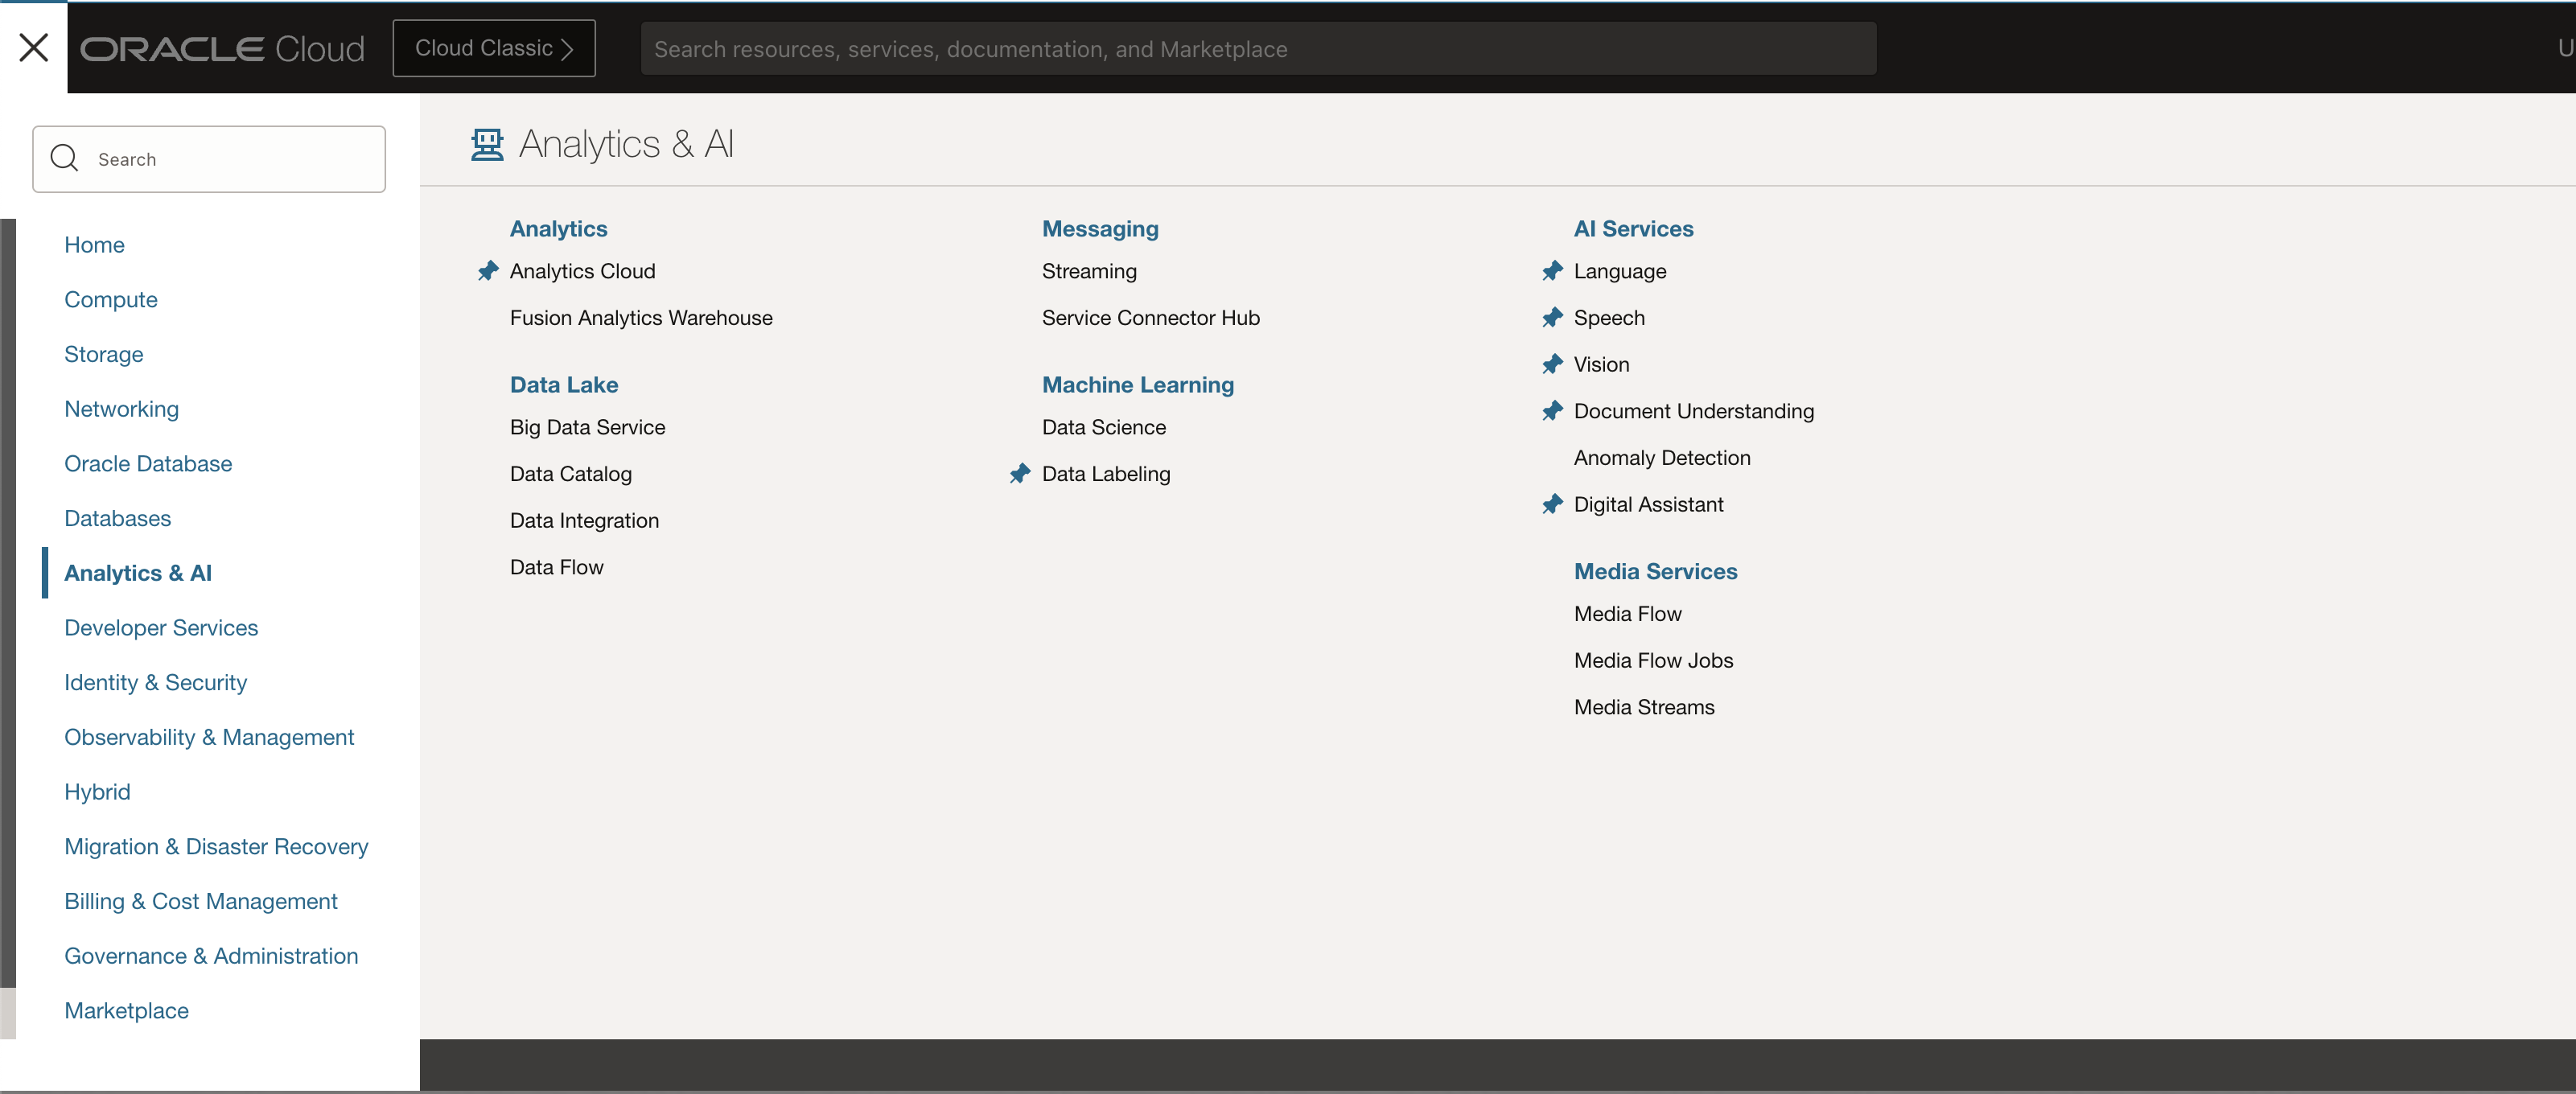 ORACLE Cloud
Cloud Classic
Search resources, services, documentation, and Marketplace
U
Search
Home
Compute
Storage
Networking
Oracle Database
Databases
Analytics & AI
Developer Services
Identity & Security
Observability & Management
Hybrid
Migration & Disaster Recovery
Billing & Cost Management
Governance & Administration
Marketplace
Analytics & AI
Analytics
Analytics Cloud
Fusion Analytics Warehouse
Data Lake
Big Data Service
Data Catalog
Data Integration
Data Flow
Messaging
Streaming
Service Connector Hub
Machine Learning
Data Science
Data Labeling
AI Services
Language
Speech
Vision
Document Understanding
Anomaly Detection
Digital Assistant
Media Services
Media Flow
Media Flow Jobs
Media Streams